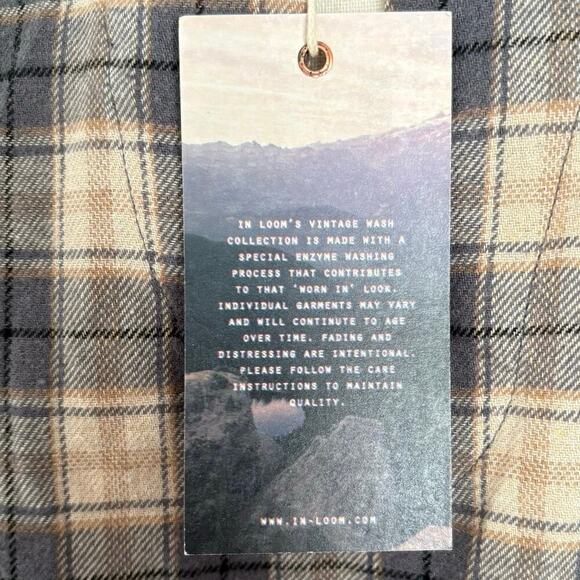 IN LOOM'S VINTAGE WASH
COLLECTION IS MADE WITH A
SPECIAL ENZYME WASHING
PROCESS THAT CONTRIBUTES
TO THAT 'WORN IN' LOOK.
INDIVIDUAL GARMENTS MAY VARY
AND WILL CONTINUE TO AGE
OVER TIME. FADING AND
DISTRESSING ARE INTENTIONAL.
PLEASE FOLLOW THE CARE
INSTRUCTIONS TO MAINTAIN
QUALITY.
WWW.IN-LOOM.COM